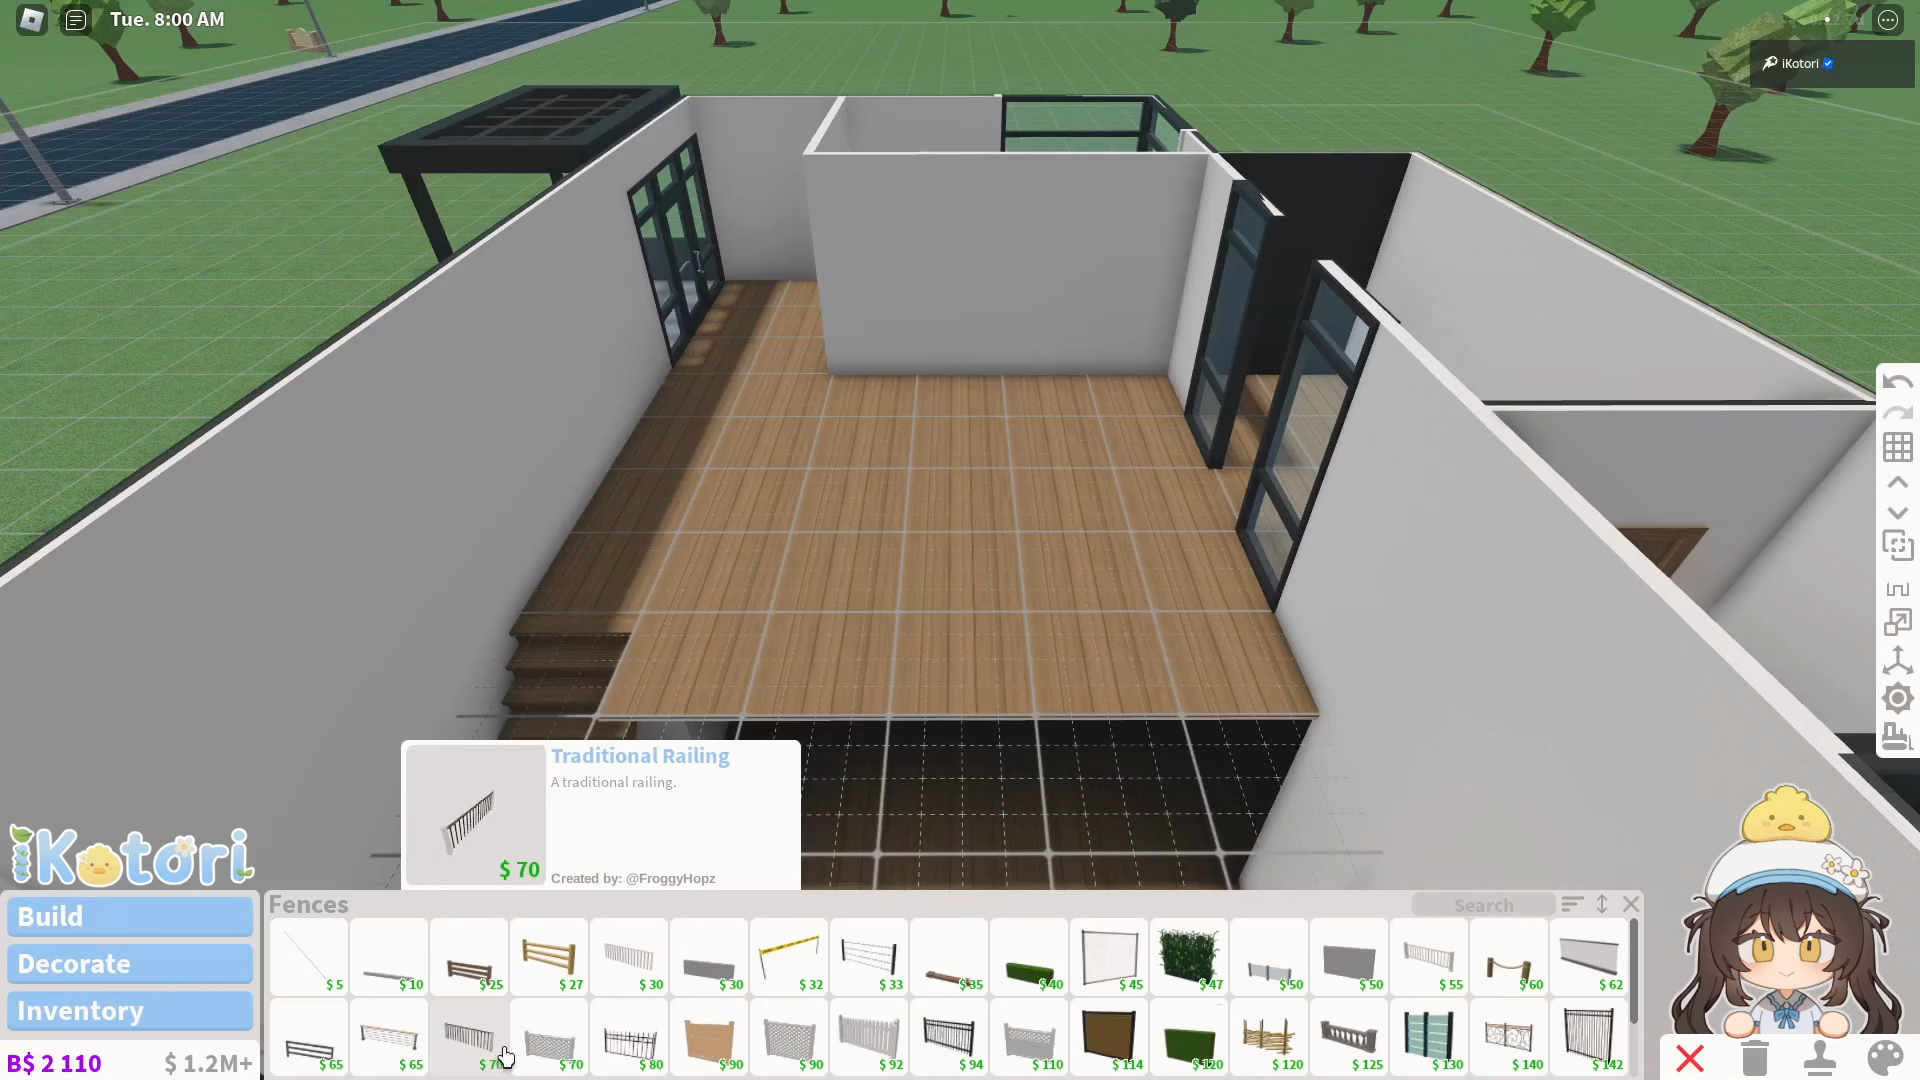 Tue. 8:00 AM
iKotori
Traditional Railing
A traditional railing.
$ 70
Created by: @FroggyHopz
iKotori
Build
Decorate
Inventory
B$ 2 110
$ 1.2M+
Fences
Search
$ 5
$ 10
$ 25
$ 27
$ 30
$ 30
$ 32
$ 33
$ 35
$ 40
$ 45
$ 47
$ 50
$ 50
$ 55
$ 60
$ 62
$ 65
$ 65
$ 70
$ 70
$ 80
$ 90
$ 90
$ 92
$ 94
$ 110
$ 114
$ 120
$ 120
$ 125
$ 130
$ 140
$ 142